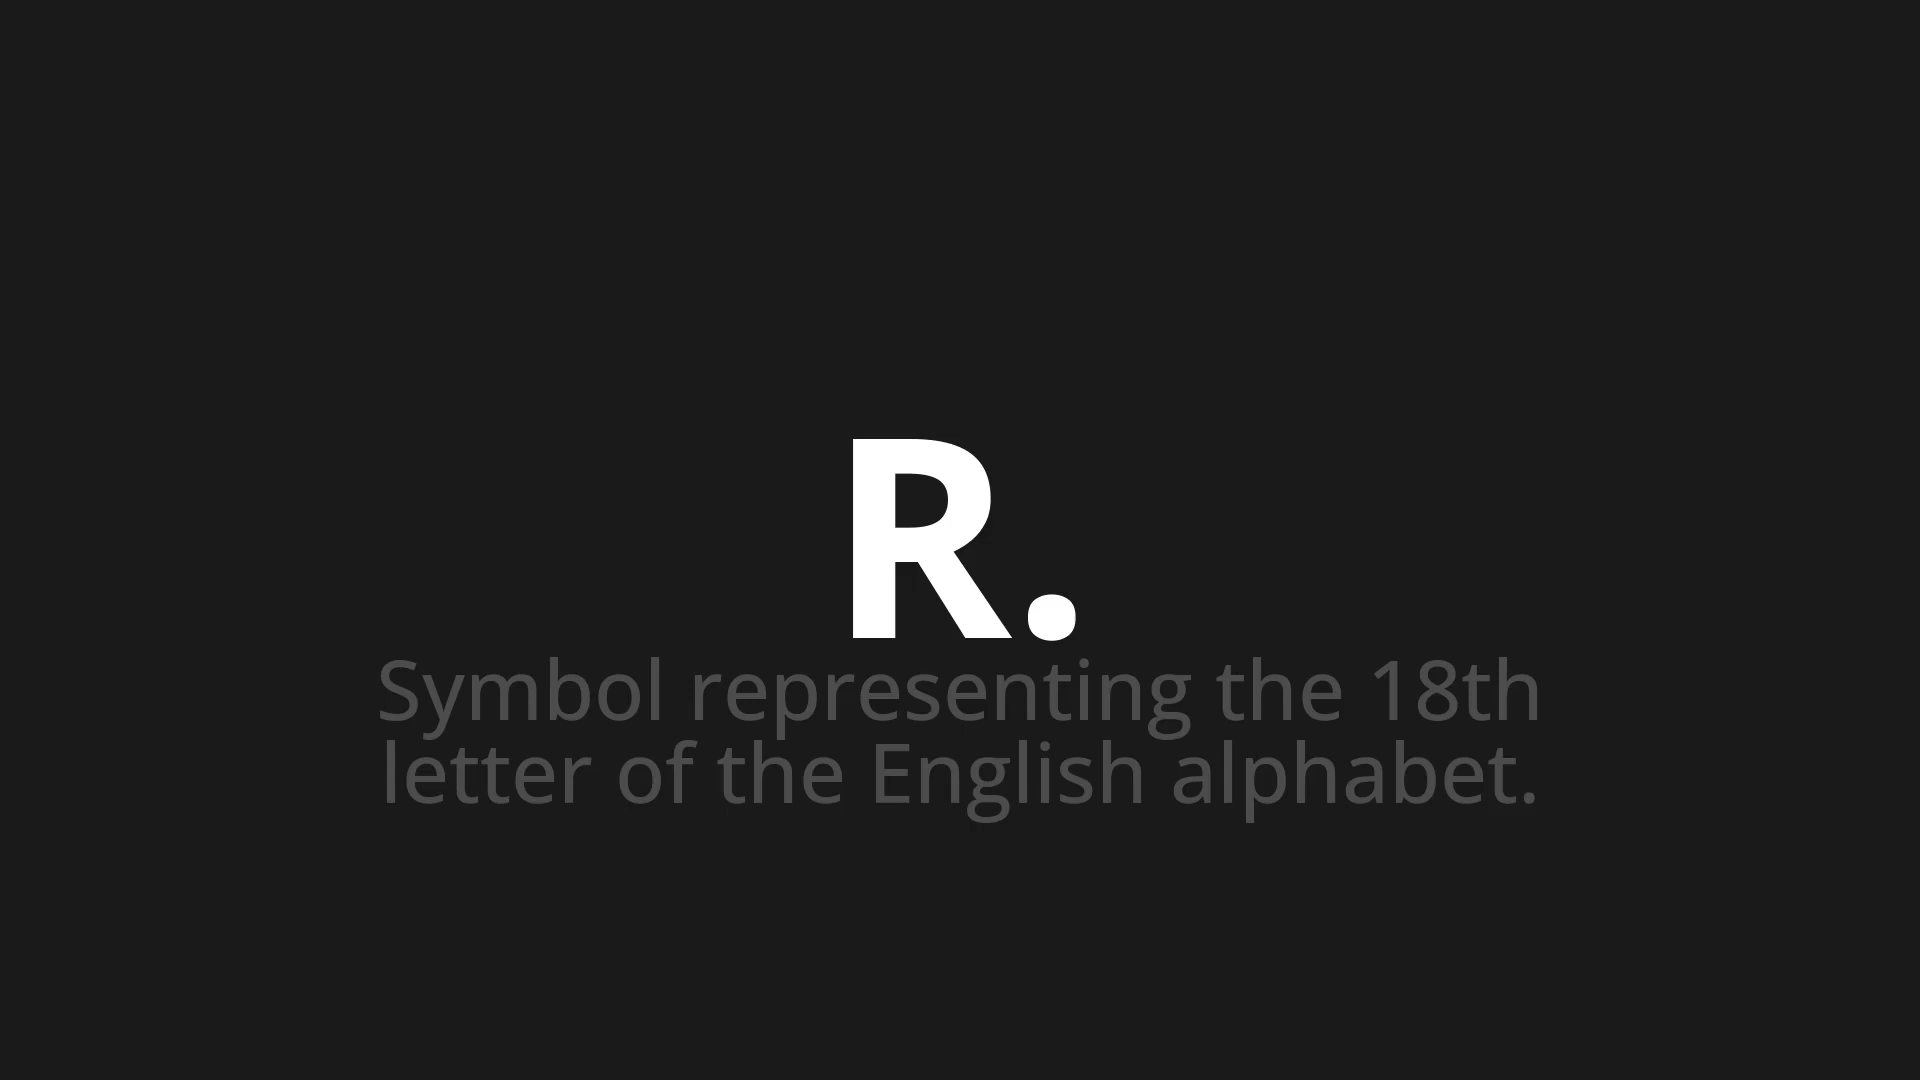 R.
Symbol representing the 18th
letter of the English alphabet.